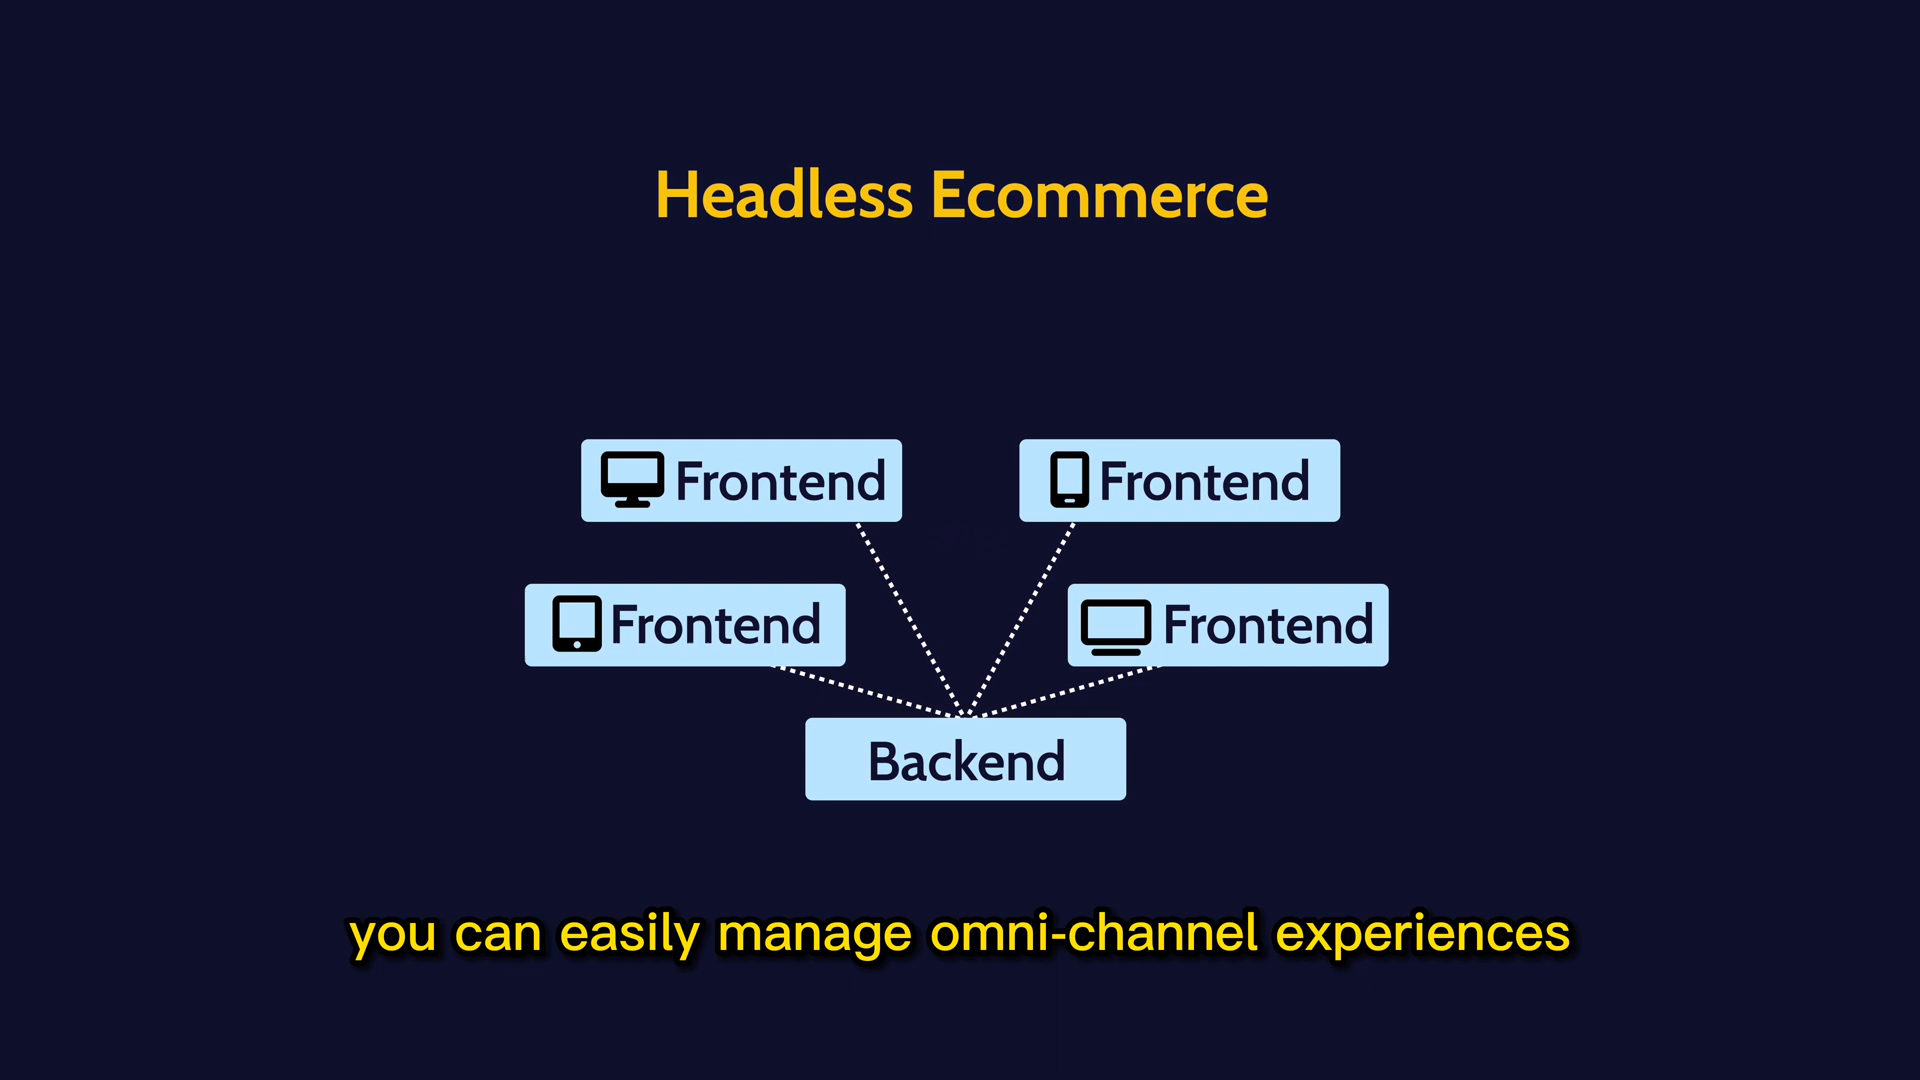 Headless Ecommerce
Frontend
Frontend
Frontend
Frontend
Backend
you can easily manage omni-channel experiences